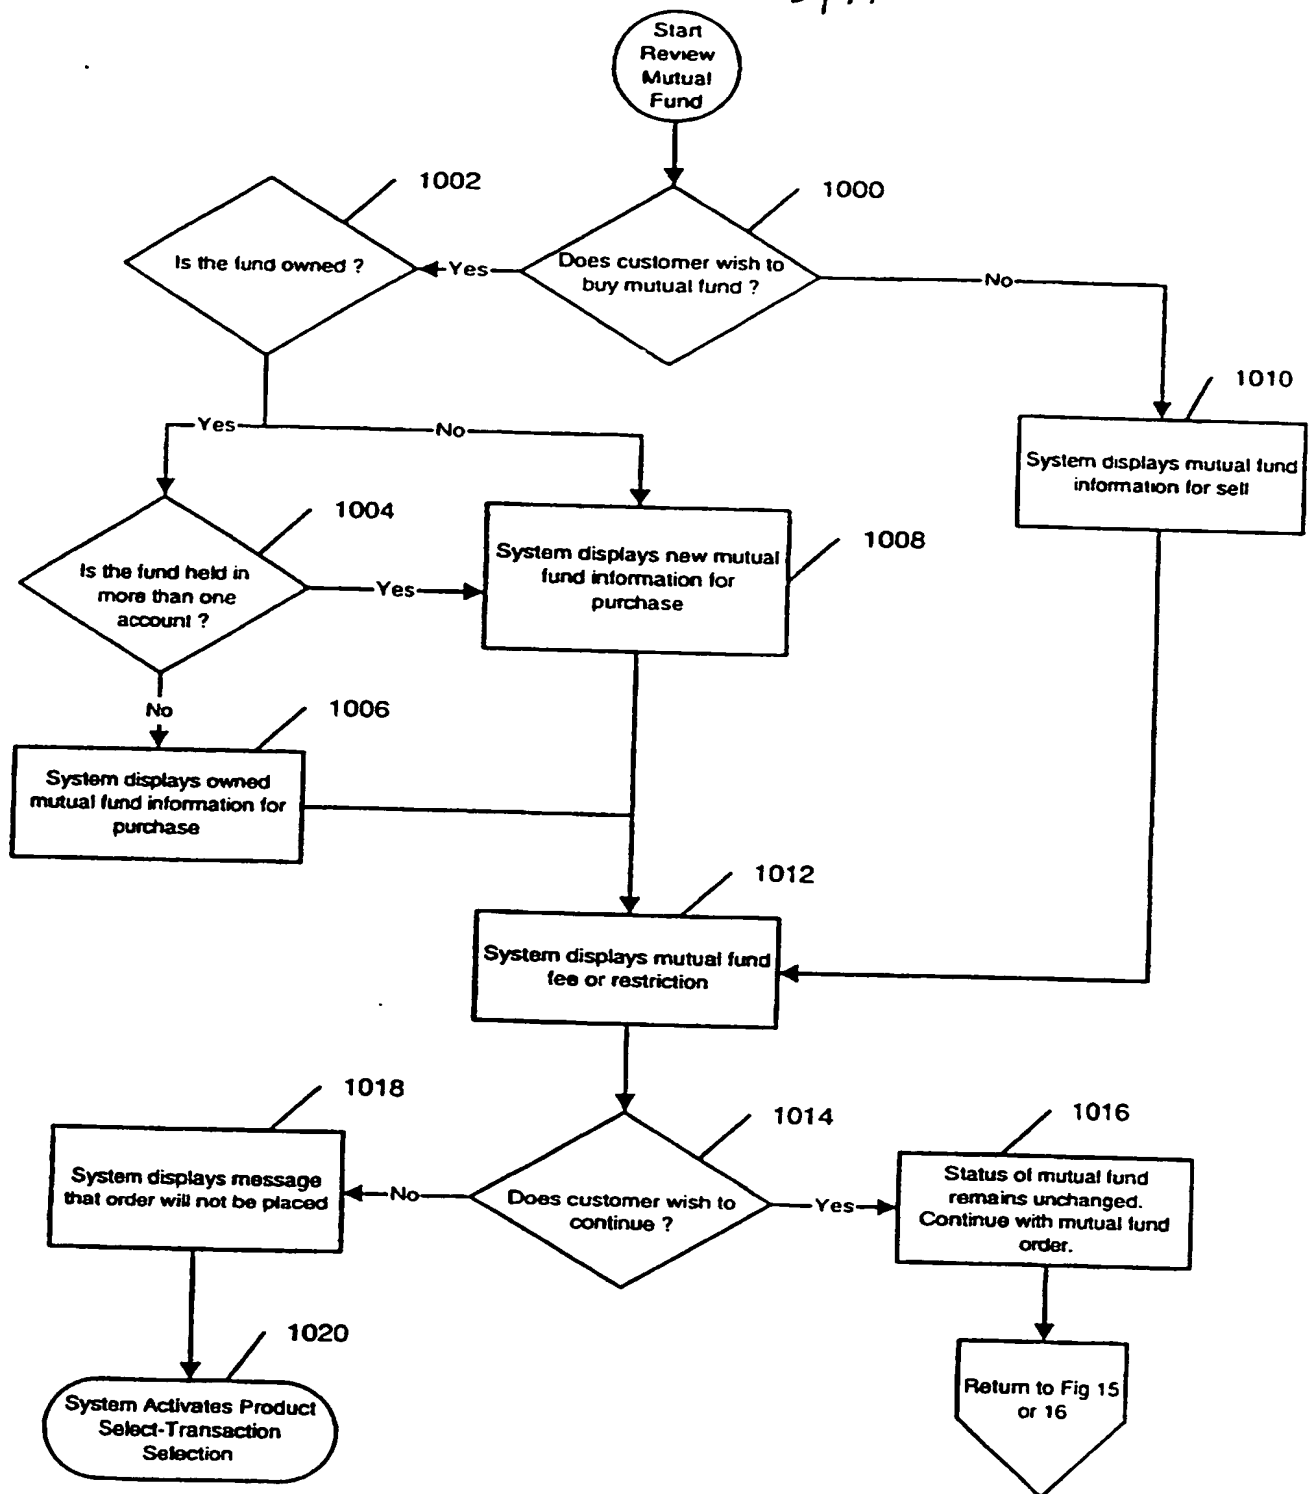 Start
Review
Mutual
Fund
1002
1000
Is the fund owned ?
Yes
Does customer wish to
buy mutual fund ?
No
1010
System displays mutual fund
information for sell
Yes
No
1004
Is the fund held in
more than one
account ?
Yes
1008
System displays new mutual
fund information for
purchase
No
1006
System displays owned
mutual fund information for
purchase
1012
System displays mutual fund
fee or restriction
1018
1014
1016
System displays message
that order will not be placed
No
Does customer wish to
continue ?
Yes
Status of mutual fund
remains unchanged.
Continue with mutual fund
order.
1020
System Activates Product
Select-Transaction
Selection
Return to Fig 15
or 16